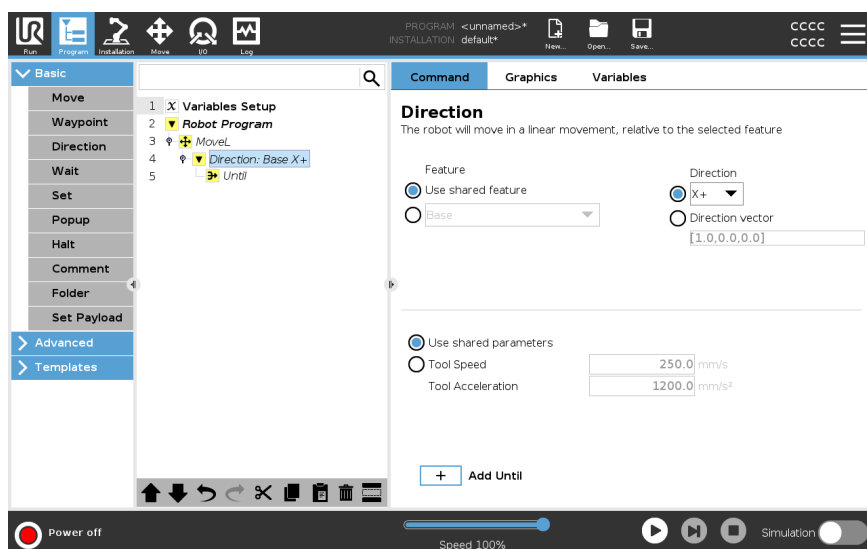 UR
Run
Program
Installation
Move
I/O
Log
PROGRAM <unnamed>*
INSTALLATION default*
New...
Open...
Save...
cccc
cccc
Basic
Move
Waypoint
Direction
Wait
Set
Popup
Halt
Comment
Folder
Set Payload
Advanced
Templates
1 X Variables Setup
2 Robot Program
3 MoveL
4 Direction: Base X+
5 Until
Command Graphics Variables
Direction
The robot will move in a linear movement, relative to the selected feature
Feature
Use shared feature
Base
Direction
X+
Direction vector
[1.0,0.0,0.0]
Use shared parameters
Tool Speed 250.0 mm/s
Tool Acceleration 1200.0 mm/s²
+ Add Until
Power off
Speed 100%
Simulation